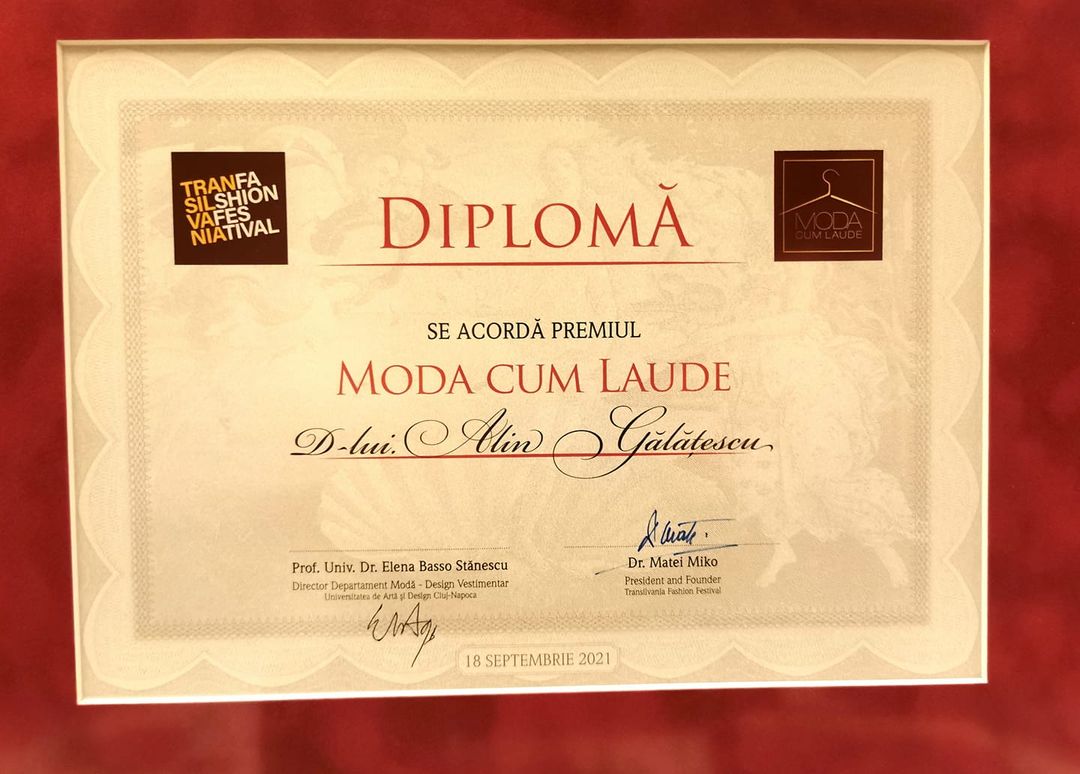 TRANFA
SILSHION
VAFES
NIATIVAL
DIPLOMĂ
MODA
CUM LAUDE
SE ACORDĂ PREMIUL
MODA CUM LAUDE
D-lui. Alin Gălățescu
Prof. Univ. Dr. Elena Basso Stănescu
Director Departament Modă - Design Vestimentar
Universitatea de Artă și Design Cluj-Napoca
Dr. Matei Miko
President and Founder
Transilvania Fashion Festival
18 SEPTEMBRIE 2021